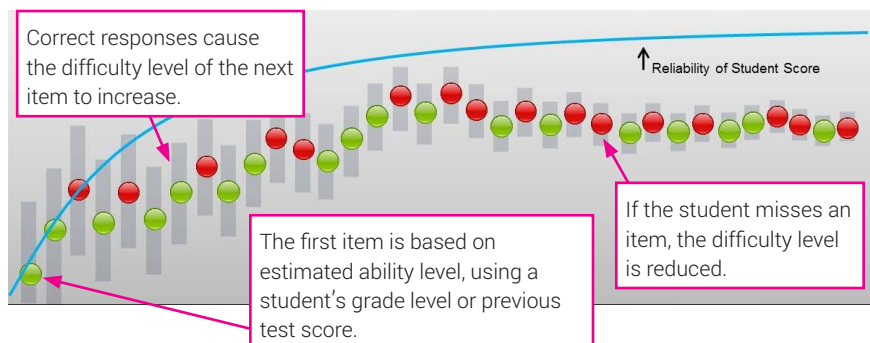 Correct responses cause
the difficulty level of the next
item to increase.
Reliability of Student Score
If the student misses an
item, the difficulty level
is reduced.
The first item is based on
estimated ability level, using a
student’s grade level or previous
test score.